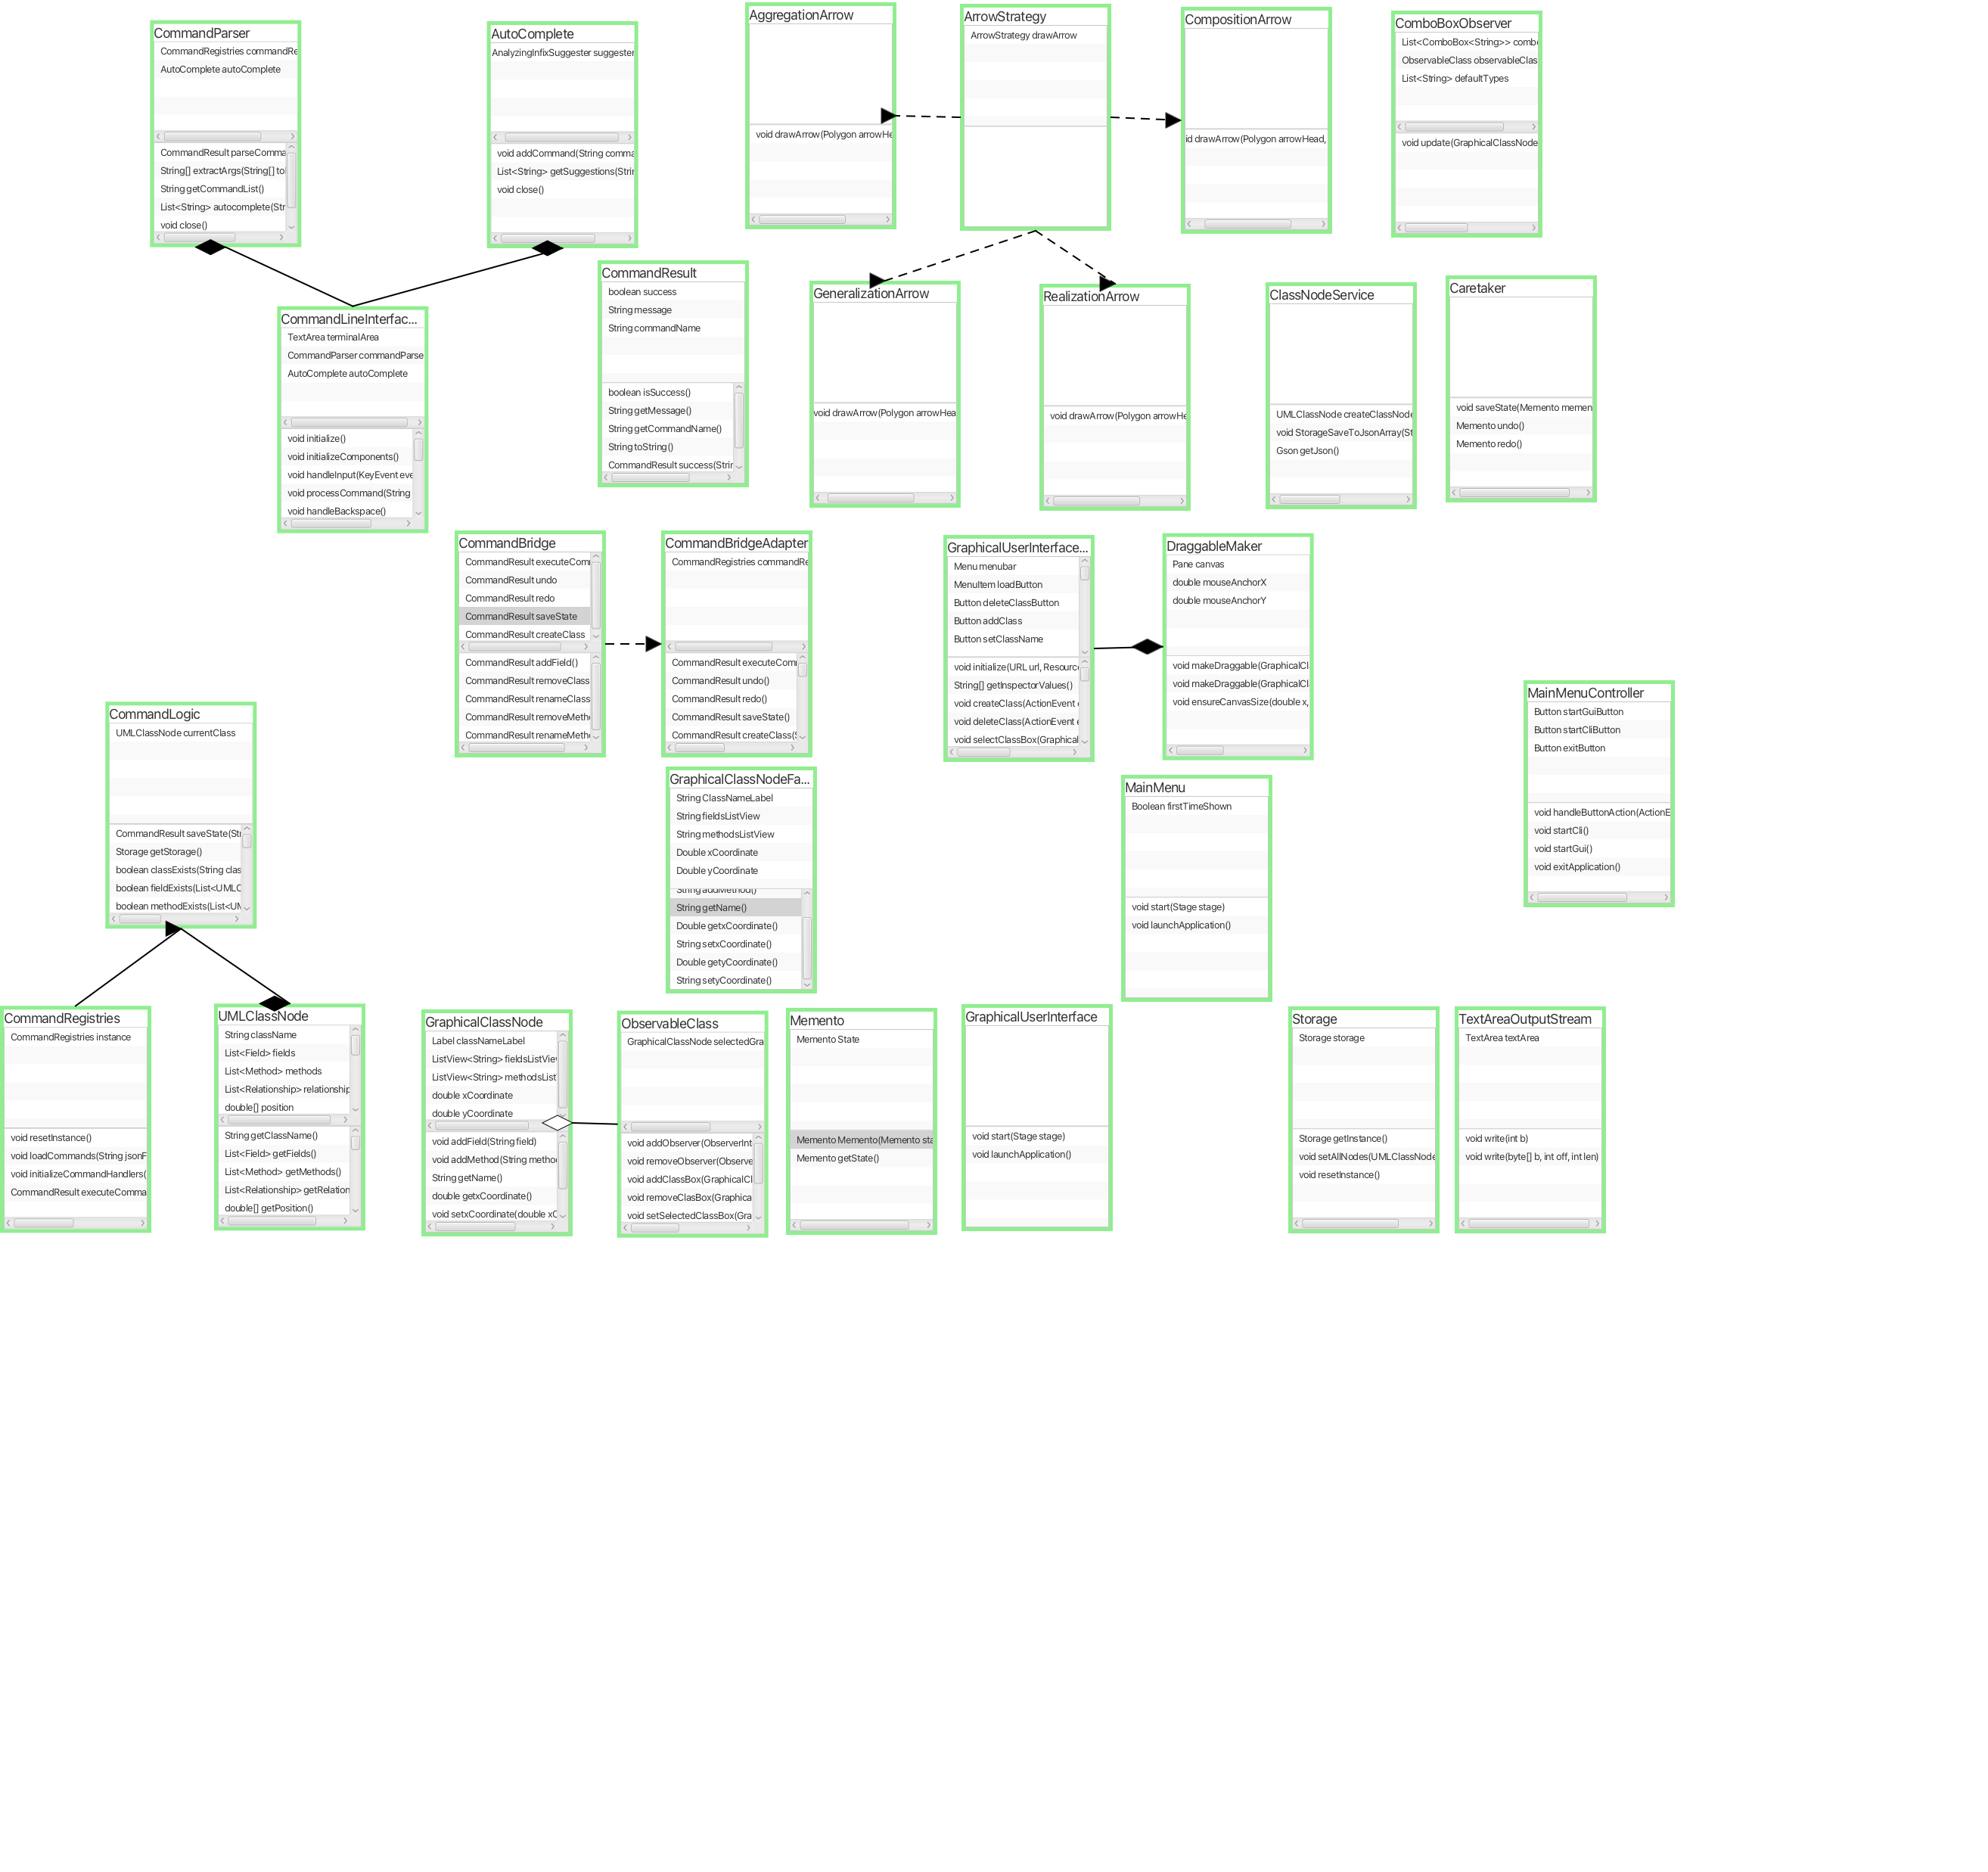 CommandParser
CommandRegistries commandRe
AutoComplete autoComplete
CommandResult parseComma
String[] extractArgs(String[] to
String getCommandList()
List<String> autocomplete(Str
void close()
AutoComplete
AnalyzingInfixSuggester suggester
void addCommand(String comma
List<String> getSuggestions(Strin
void close()
AggregationArrow
void drawArrow(Polygon arrowHe
ArrowStrategy
ArrowStrategy drawArrow
CompositionArrow
id drawArrow(Polygon arrowHead,
ComboBoxObserver
List<ComboBox<String>> comb
ObservableClass observableClas
List<String> defaultTypes
void update(GraphicalClassNode
CommandLineInterfac...
TextArea terminalArea
CommandParser commandParse
AutoComplete autoComplete
void initialize()
void initializeComponents()
void handleInput(KeyEvent eve
void processCommand(String
void handleBackspace()
CommandResult
boolean success
String message
String commandName
boolean isSuccess()
String getMessage()
String getCommandName()
String toString()
CommandResult success(Strin
GeneralizationArrow
void drawArrow(Polygon arrowHea
RealizationArrow
void drawArrow(Polygon arrowHe
ClassNodeService
UMLClassNode createClassNode
void StorageSaveToJsonArray(St
Gson getJson()
Caretaker
void saveState(Memento memen
Memento undo()
Memento redo()
CommandBridge
CommandResult executeCom
CommandResult undo
CommandResult redo
CommandResult saveState
CommandResult createClass
CommandResult addField()
CommandResult removeClass
CommandResult renameClass
CommandResult removeMeth
CommandResult renameMeth
CommandBridgeAdapter
CommandRegistries commandRe
CommandResult executeCom
CommandResult undo()
CommandResult redo()
CommandResult saveState()
CommandResult createClass(S
GraphicalUserInterface...
Menu menubar
MenuItem loadButton
Button deleteClassButton
Button addClass
Button setClassName
void initialize(URL url, Resourc
String[] getInspectorValues()
void createClass(ActionEvent e
void deleteClass(ActionEvent e
void selectClassBox(Graphical
DraggableMaker
Pane canvas
double mouseAnchorX
double mouseAnchorY
void makeDraggable(GraphicalCl
void makeDraggable(GraphicalCl
void ensureCanvasSize(double x,
MainMenuController
Button startGuiButton
Button startCliButton
Button exitButton
void handleButtonAction(ActionE
void startCli()
void startGui()
void exitApplication()
CommandLogic
UMLClassNode currentClass
CommandResult saveState(Str
Storage getStorage()
boolean classExists(String clas
boolean fieldExists(List<UMLC
boolean methodExists(List<UM
GraphicalClassNodeFa...
String ClassNameLabel
String fieldsListView
String methodsListView
Double xCoordinate
Double yCoordinate
String addMethod()
String getName()
Double getxCoordinate()
String setxCoordinate()
Double getyCoordinate()
String setyCoordinate()
MainMenu
Boolean firstTimeShown
void start(Stage stage)
void launchApplication()
CommandRegistries
CommandRegistries instance
void resetInstance()
void loadCommands(String jsonF
void initializeCommandHandlers(
CommandResult executeComma
UMLClassNode
String className
List<Field> fields
List<Method> methods
List<Relationship> relationship
double[] position
String getClassName()
List<Field> getFields()
List<Method> getMethods()
List<Relationship> getRelation
double[] getPosition()
GraphicalClassNode
Label classNameLabel
ListView<String> fieldsListView
ListView<String> methodsList
double xCoordinate
double yCoordinate
void addField(String field)
void addMethod(String metho
String getName()
double getxCoordinate()
void setxCoordinate(double xC
ObservableClass
GraphicalClassNode selectedGra
void addObserver(ObserverInt
void removeObserver(Observe
void addClassBox(GraphicalCl
void removeClasBox(Graphica
void setSelectedClassBox(Gra
Memento
Memento State
Memento Memento(Memento sta
Memento getState()
GraphicalUserInterface
void start(Stage stage)
void launchApplication()
Storage
Storage storage
Storage getInstance()
void setAllNodes(UMLClassNode
void resetInstance()
TextAreaOutputStream
TextArea textArea
void write(int b)
void write(byte[] b, int off, int len)